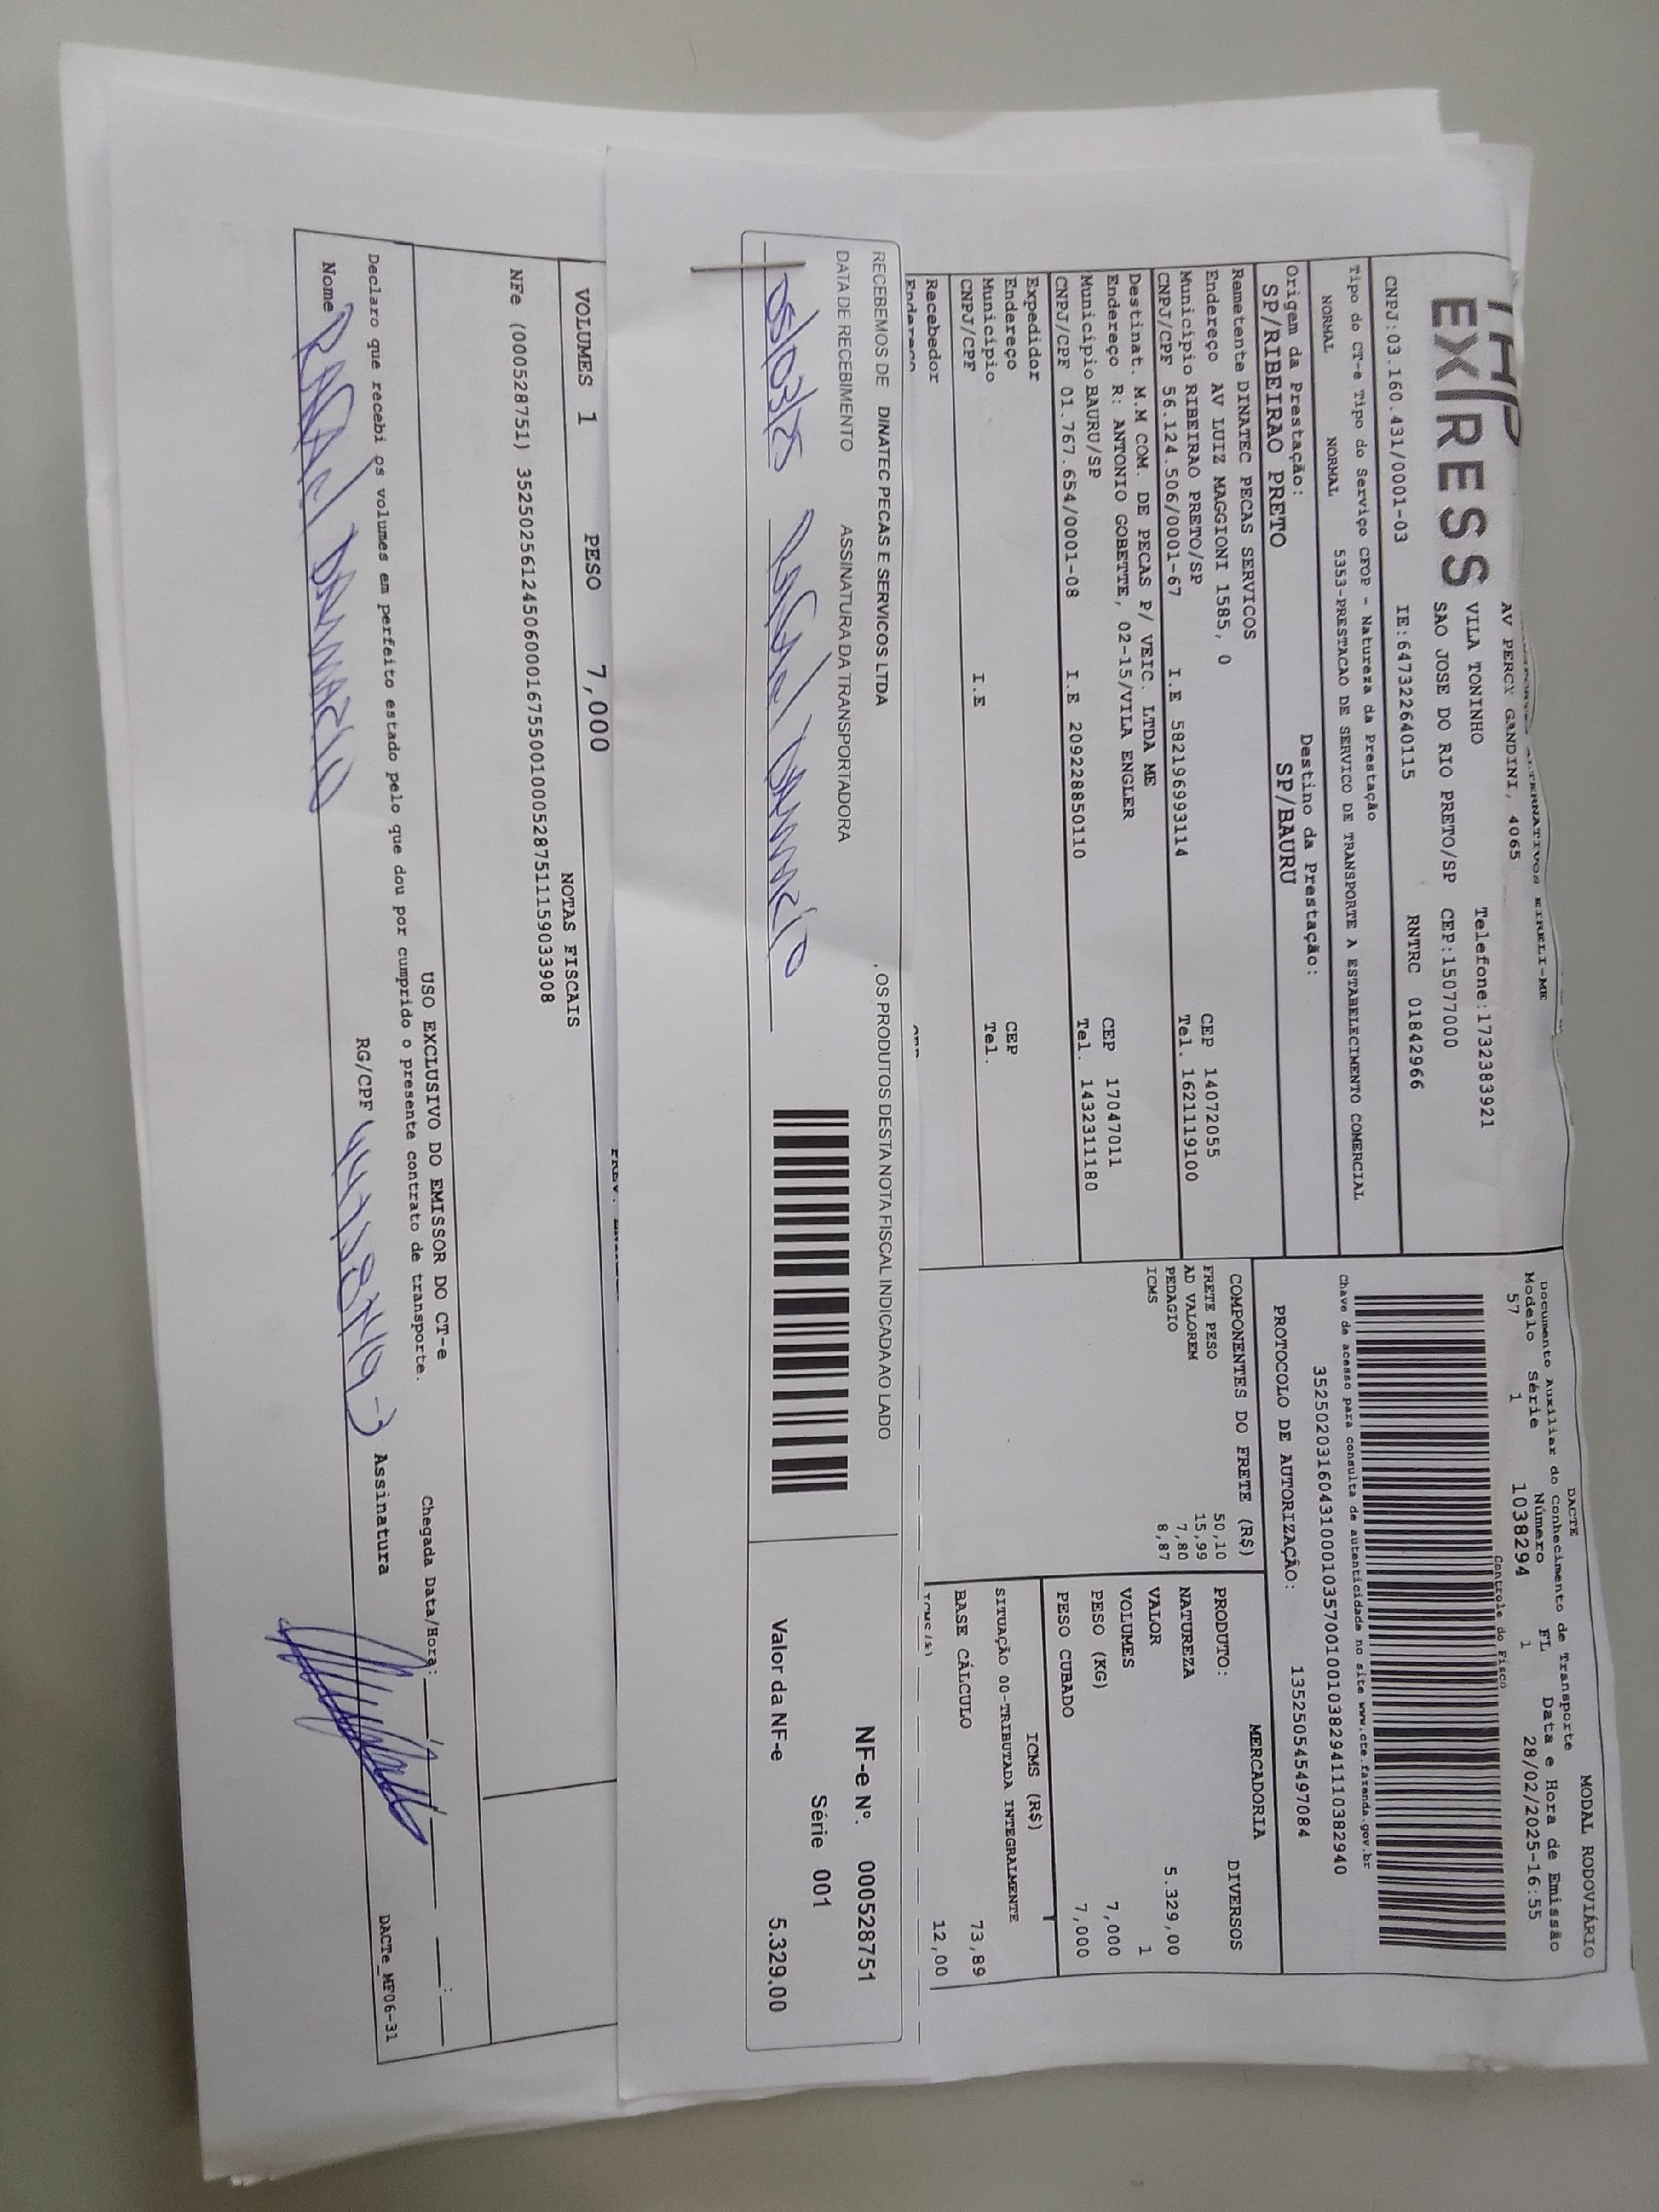 EXPRESS
ALTERNATIVOS EIRELI-ME
AV PERCY GANDINI, 4065
VILA TONINHO Telefone:1732383921
SAO JOSE DO RIO PRETO/SP CEP:15077000
CNPJ:03.160.431/0001-03 IE:647322640115 RNTRC 01842966
Tipo do CT-e Tipo do Serviço CFOP - Natureza da Prestação
NORMAL NORMAL 5353-PRESTACAO DE SERVICO DE TRANSPORTE A ESTABELECIMENTO COMERCIAL
Origem da Prestação: Destino da Prestação:
SP/RIBEIRAO PRETO SP/BAURU
Remetente DINATEC PECAS SERVICOS
Endereço AV LUIZ MAGGIONI 1585, 0 CEP 14072055
Município RIBEIRAO PRETO/SP Tel. 1621119100
CNPJ/CPF 56.124.506/0001-67 I.E 582196993114
Destinat. M.M COM. DE PECAS P/ VEIC. LTDA ME
Endereço R: ANTONIO GOBETTE, 02-15/VILA ENGLER CEP 17047011
Município BAURU/SP Tel. 1432311180
CNPJ/CPF 01.767.654/0001-08 I.E 209228850110
Expedidor
Endereço CEP
Município Tel.
CNPJ/CPF I.E
Recebedor
Endereço
DACTE MODAL RODOVIÁRIO
Documento Auxiliar do Conhecimento de Transporte
Modelo Série Número FL Data e Hora de Emissão
57 1 1038294 1 28/02/2025-16:55
Controle do Fisco
Chave de acesso para consulta de autenticidade no site www.cte.fazenda.gov.br
35250203160431000103570010010382941110382940
PROTOCOLO DE AUTORIZAÇÃO: 135250545497084
COMPONENTES DO FRETE (R$)
FRETE PESO 50,10
AD VALOREM 15,99
PEDAGIO 7,80
ICMS 8,87
MERCADORIA
PRODUTO: DIVERSOS
NATUREZA
VALOR 5.329,00
VOLUMES 1
PESO (KG) 7,000
PESO CUBADO 7,000
ICMS (R$)
SITUAÇÃO 00-TRIBUTADA INTEGRALMENTE
BASE CÁLCULO 73,89
ICMS (%) 12,00
RECEBEMOS DE DINATEC PECAS E SERVICOS LTDA , OS PRODUTOS DESTA NOTA FISCAL INDICADA AO LADO
DATA DE RECEBIMENTO ASSINATURA DA TRANSPORTADORA
05/03/25
NF-e Nº. 000528751
Série 001
Valor da NF-e 5.329.00
VOLUMES 1 PESO 7,000
NOTAS FISCAIS
NFe (000528751) 35250256124506000167550010005287511115903390‌8
USO EXCLUSIVO DO EMISSOR DO CT-e
Declaro que recebi os volumes em perfeito estado pelo que dou por cumprido o presente contrato de transporte.
Chegada Data/Hora: __/__/__ __:__
Nome RG/CPF Assinatura
DACTe_MF06-31